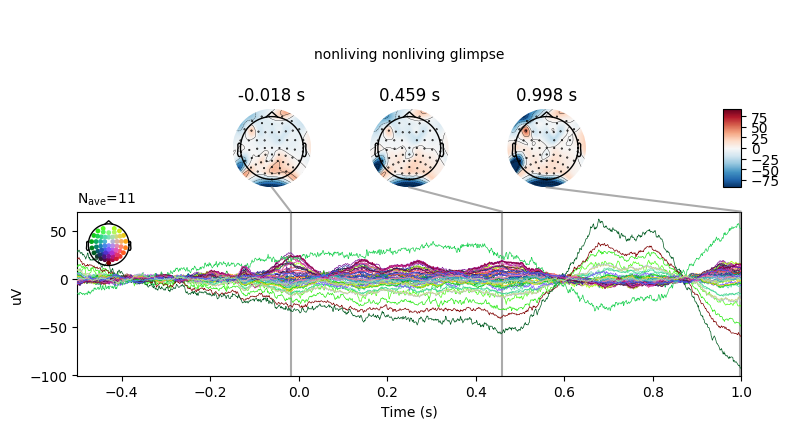 nonliving nonliving glimpse
-0.018 s 0.459 s 0.998 s
75
50
25
0
−25
−50
−75
Nave=11
50
0
−50
−100
uV
−0.4 −0.2 0.0 0.2 0.4 0.6 0.8 1.0
Time (s)